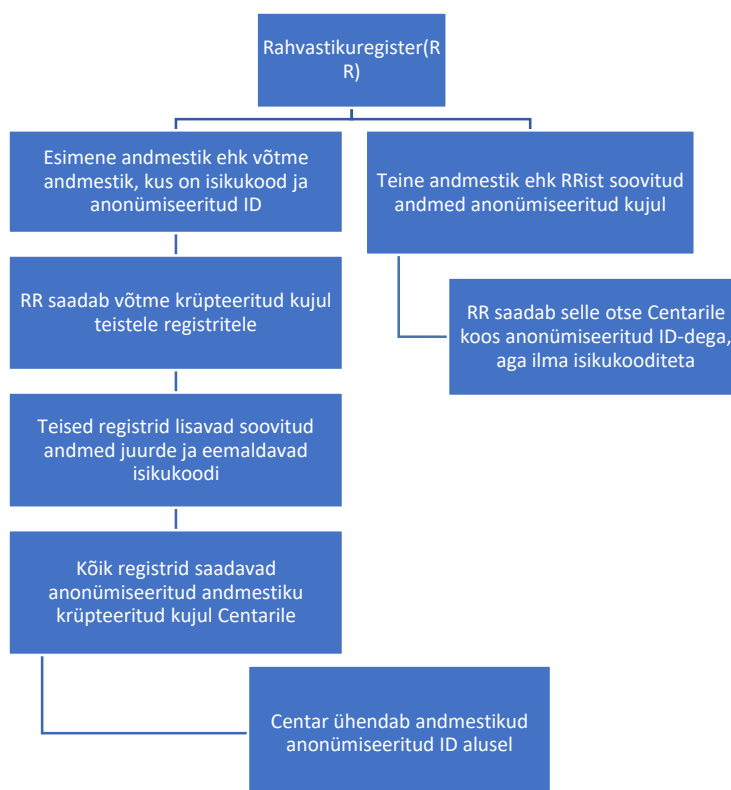 Rahvastikuregister(R
R)
Esimene andmestik ehk võtme
andmestik, kus on isikukood ja
anonümiseeritud ID
Teine andmestik ehk RRist soovitud
andmed anonümiseeritud kujul
RR saadab võtme krüpteeritud kujul
teistele registritele
RR saadab selle otse Centarile
koos anonümiseeritud ID-dega,
aga ilma isikukooditeta
Teised registrid lisavad soovitud
andmed juurde ja eemaldavad
isikukoodi
Kõik registrid saadavad
anonümiseeritud andmestiku
krüpteeritud kujul Centarile
Centar ühendab andmestikud
anonümiseeritud ID alusel